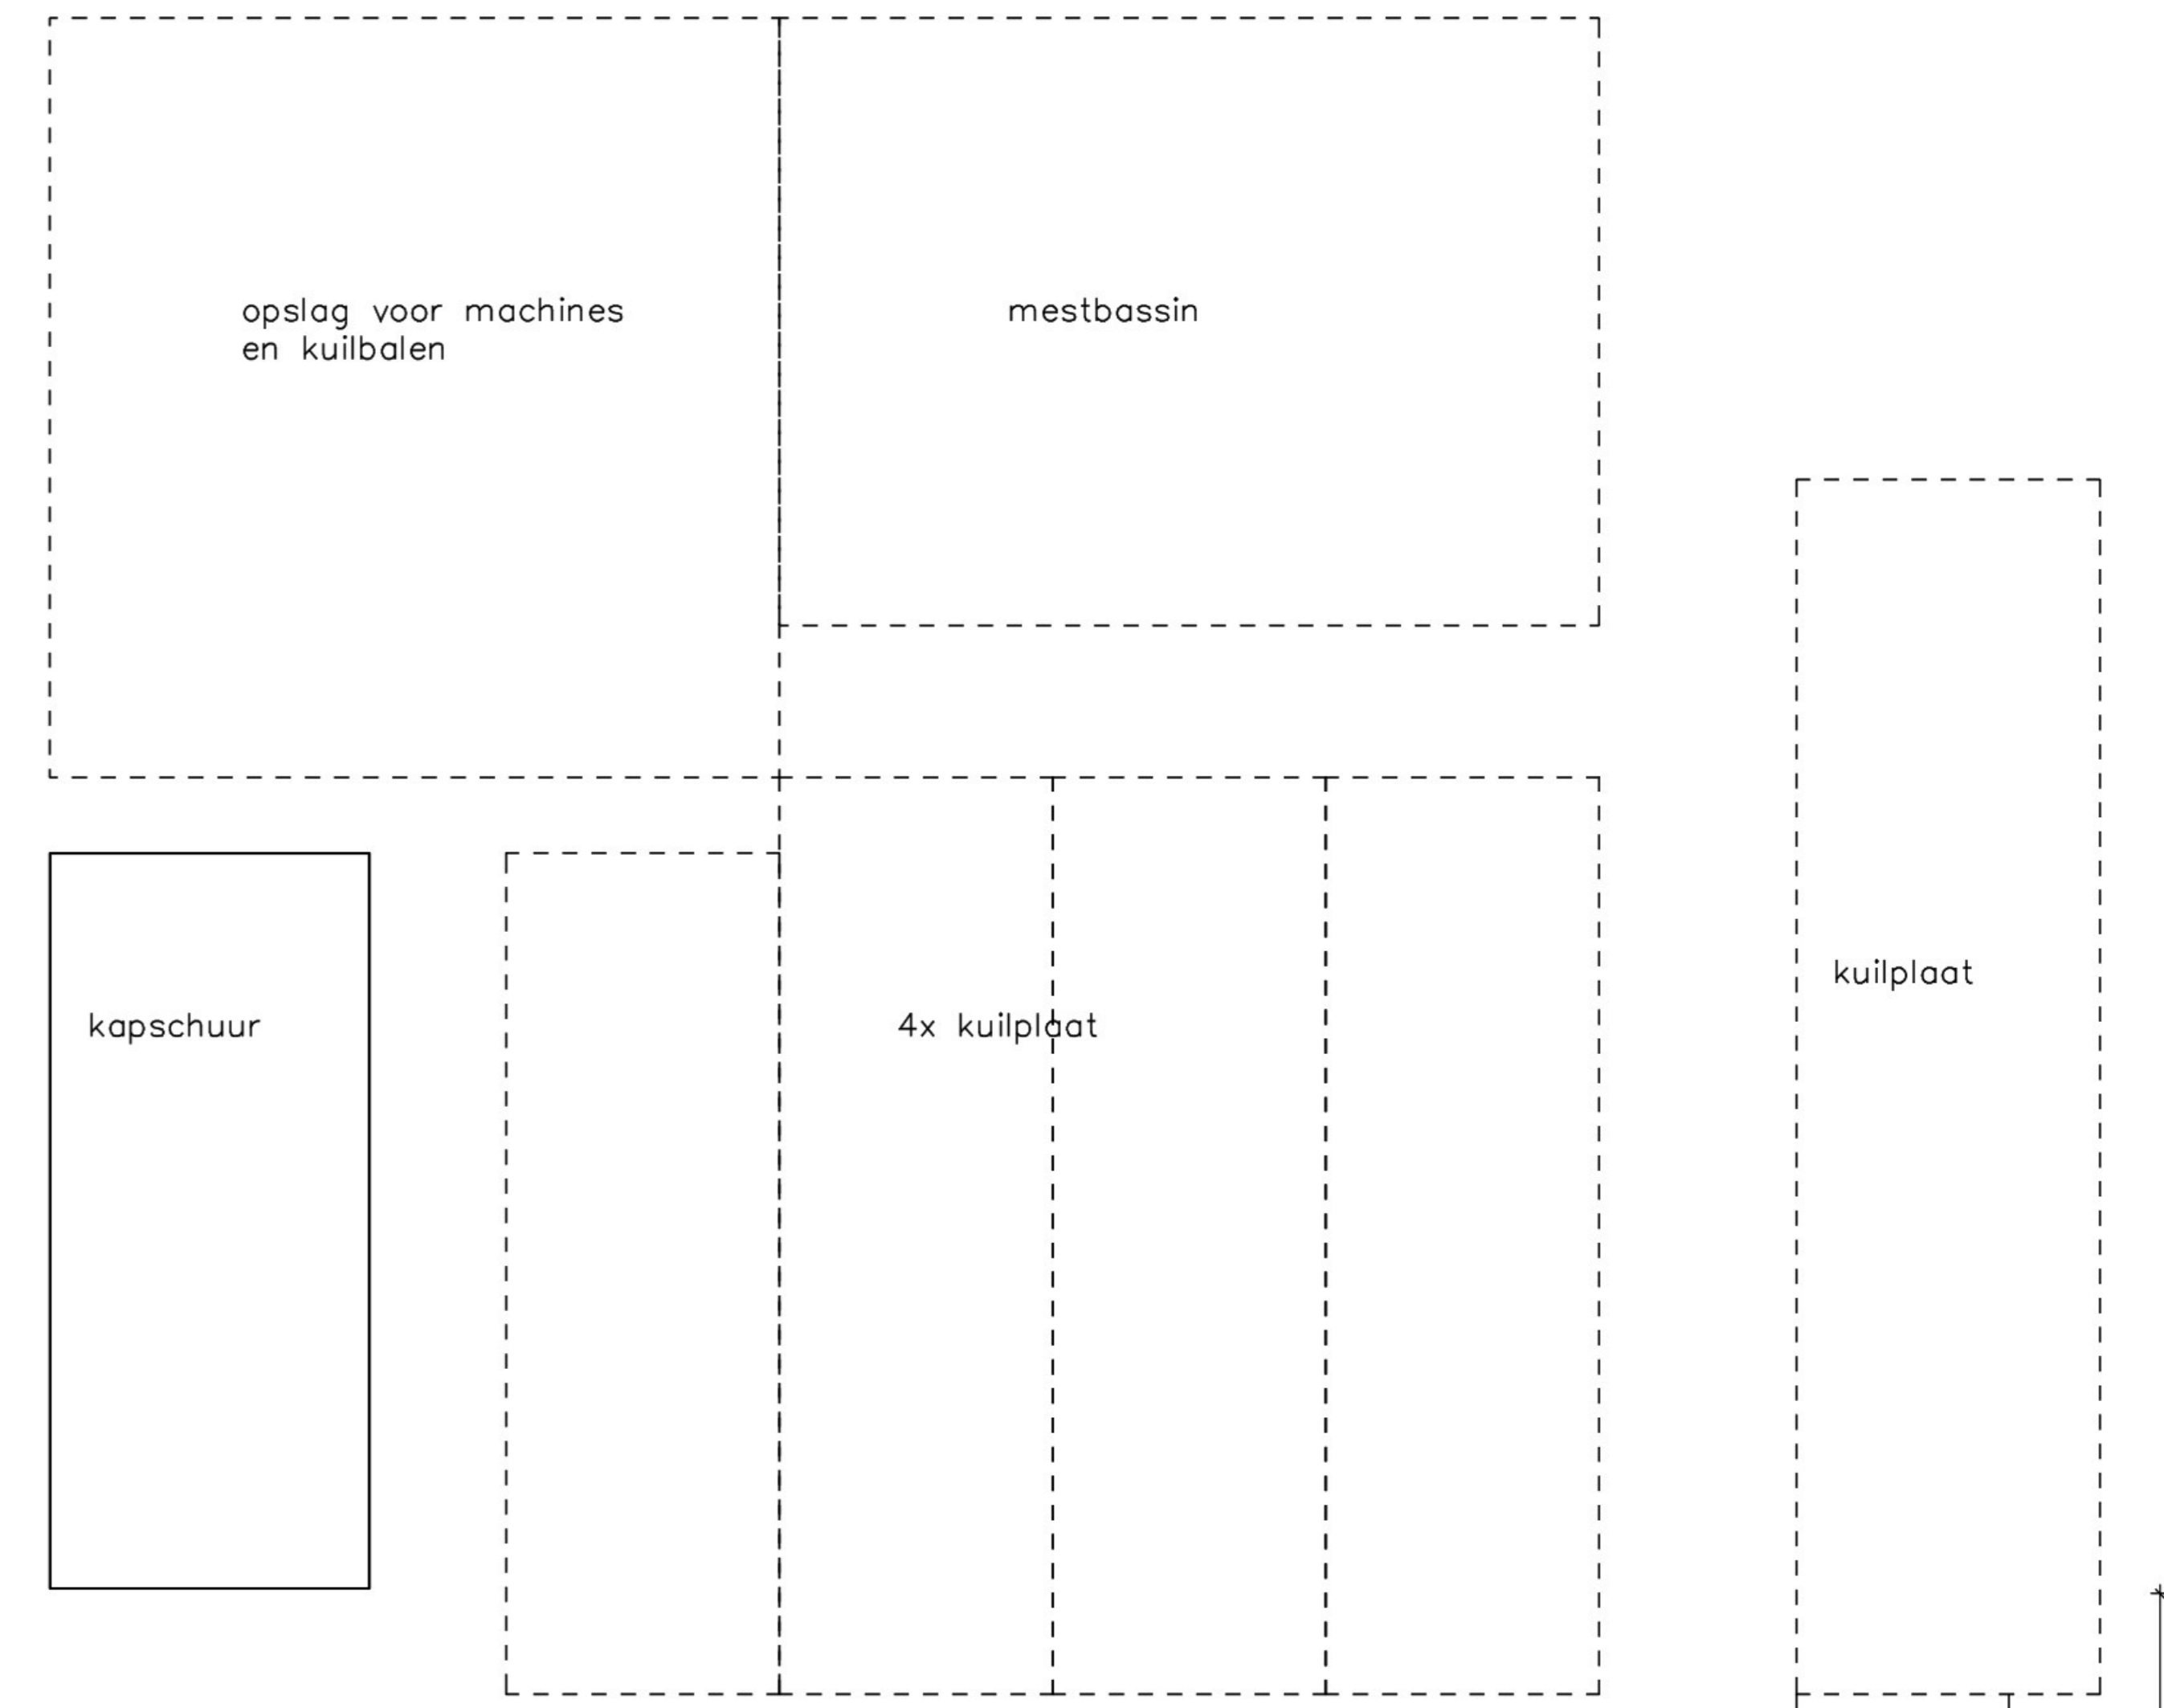 opslag voor machines
en kuilbalen
mestbassin
kuilplaat
kapschuur
4x kuilplaat